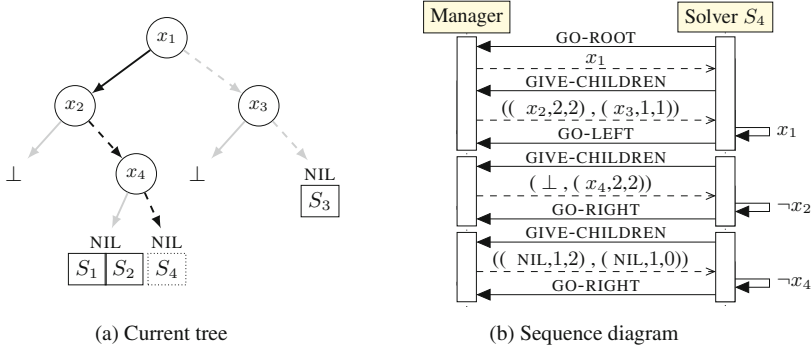 x₁
x₂
x₃
⊥
x₄
⊥
NIL
S₃
NIL NIL
S₁ S₂ S₄
(a) Current tree
Manager Solver S₄
GO-ROOT
x₁
GIVE-CHILDREN
(( x₂,2,2) , ( x₃,1,1))
x₁
GO-LEFT
GIVE-CHILDREN
( ⊥ , ( x₄,2,2))
¬x₂
GO-RIGHT
GIVE-CHILDREN
(( NIL,1,2) , ( NIL,1,0))
¬x₄
GO-RIGHT
(b) Sequence diagram